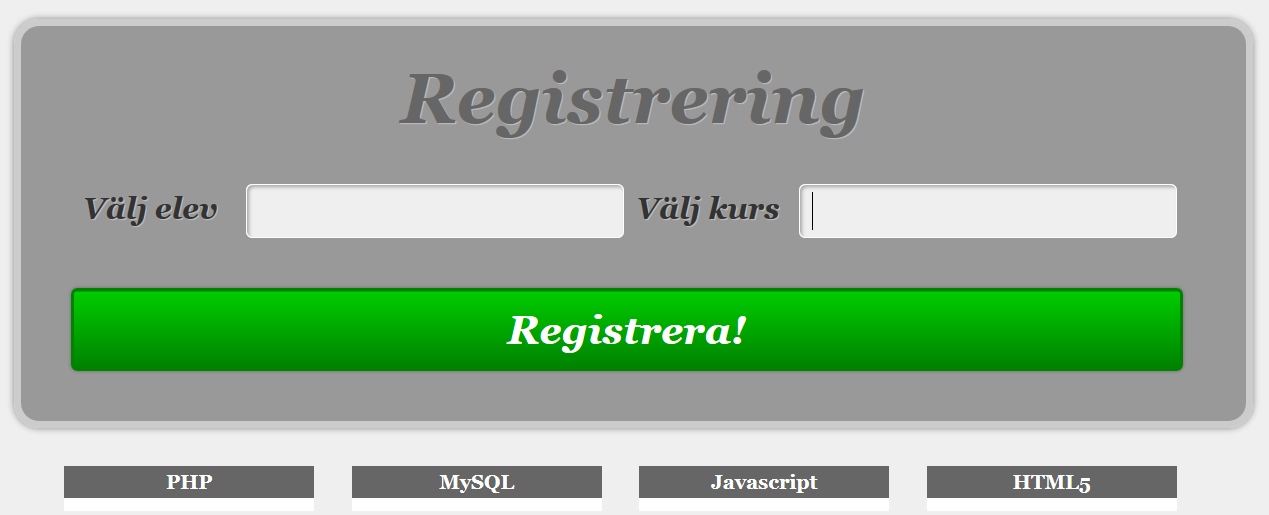 Registrering
Välj elev Välj kurs
Registrera!
PHP MySQL Javascript HTML5